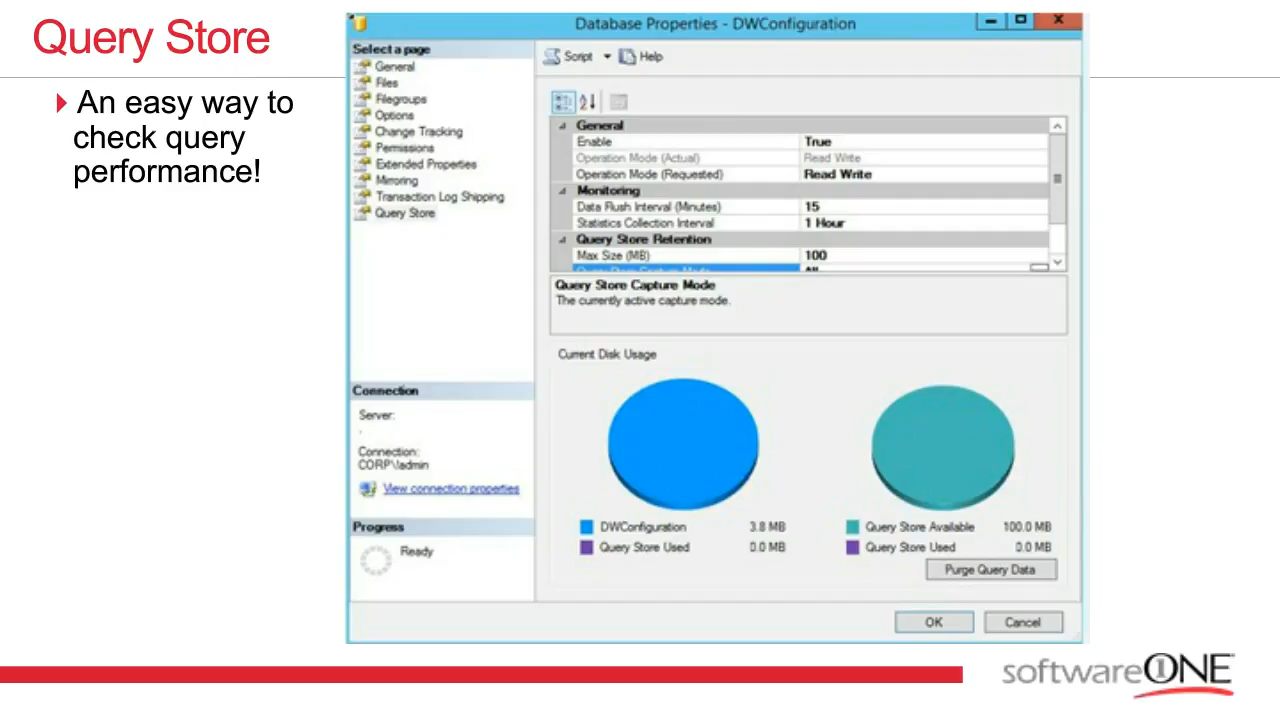 Query Store
An easy way to
check query
performance!
Database Properties - DWConfiguration
Select a page
General
Files
Filegroups
Options
Change Tracking
Permissions
Extended Properties
Mirroring
Transaction Log Shipping
Query Store
Connection
Server:
.
Connection:
CORP\!admin
View connection properties
Progress
Ready
Script Help
General
Enable True
Operation Mode (Actual) Read Write
Operation Mode (Requested) Read Write
Monitoring
Data Flush Interval (Minutes) 15
Statistics Collection Interval 1 Hour
Query Store Retention
Max Size (MB) 100
Query Store Capture Mode All
Query Store Capture Mode
The currently active capture mode.
Current Disk Usage
DWConfiguration 3.8 MB
Query Store Used 0.0 MB
Query Store Available 100.0 MB
Query Store Used 0.0 MB
Purge Query Data
OK Cancel
softwareONE